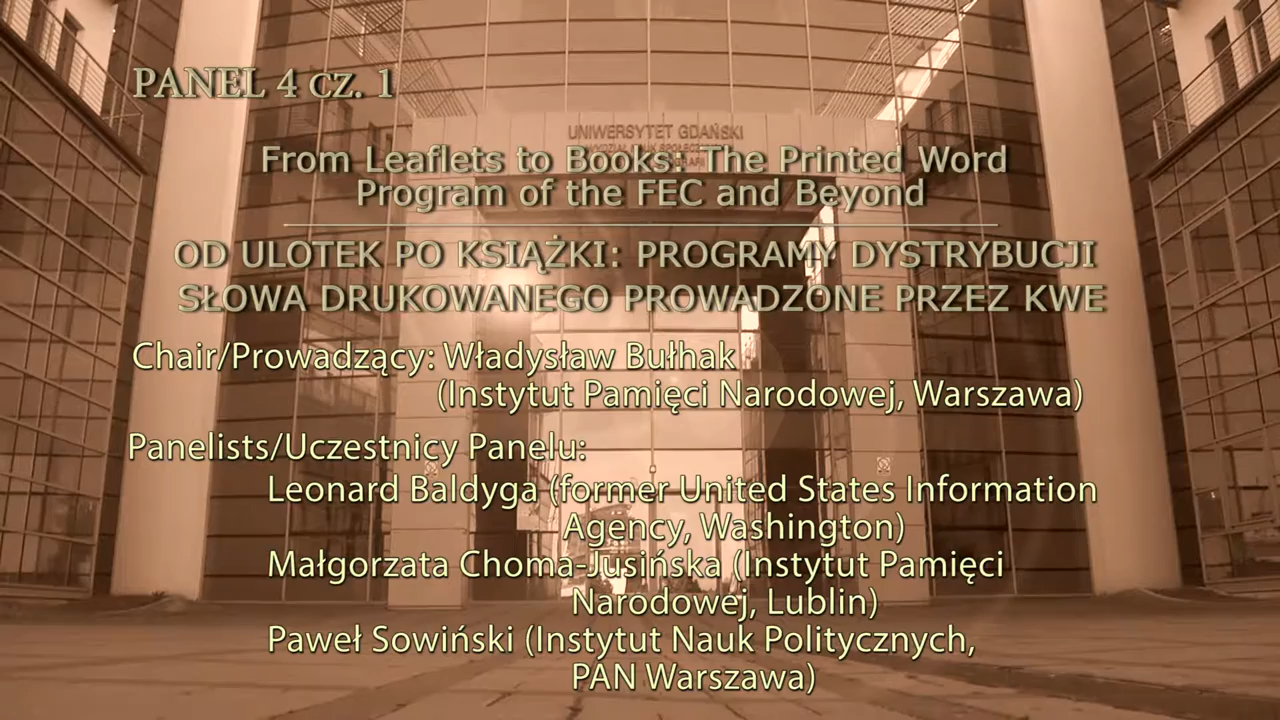 PANEL 4 CZ. 1
UNIWERSYTET GDAŃSKI
From Leaflets to Books: The Printed Word
Program of the FEC and Beyond
OD ULOTEK PO KSIĄŻKI: PROGRAMY DYSTRYBUCJI
SŁOWA DRUKOWANEGO PROWADZONE PRZEZ KWE
Chair/Prowadzący: Władysław Bułhak
(Instytut Pamięci Narodowej, Warszawa)
Panelists/Uczestnicy Panelu:
Leonard Baldyga (former United States Information
Agency, Washington)
Małgorzata Choma-Jusińska (Instytut Pamięci
Narodowej, Lublin)
Paweł Sowiński (Instytut Nauk Politycznych,
PAN Warszawa)